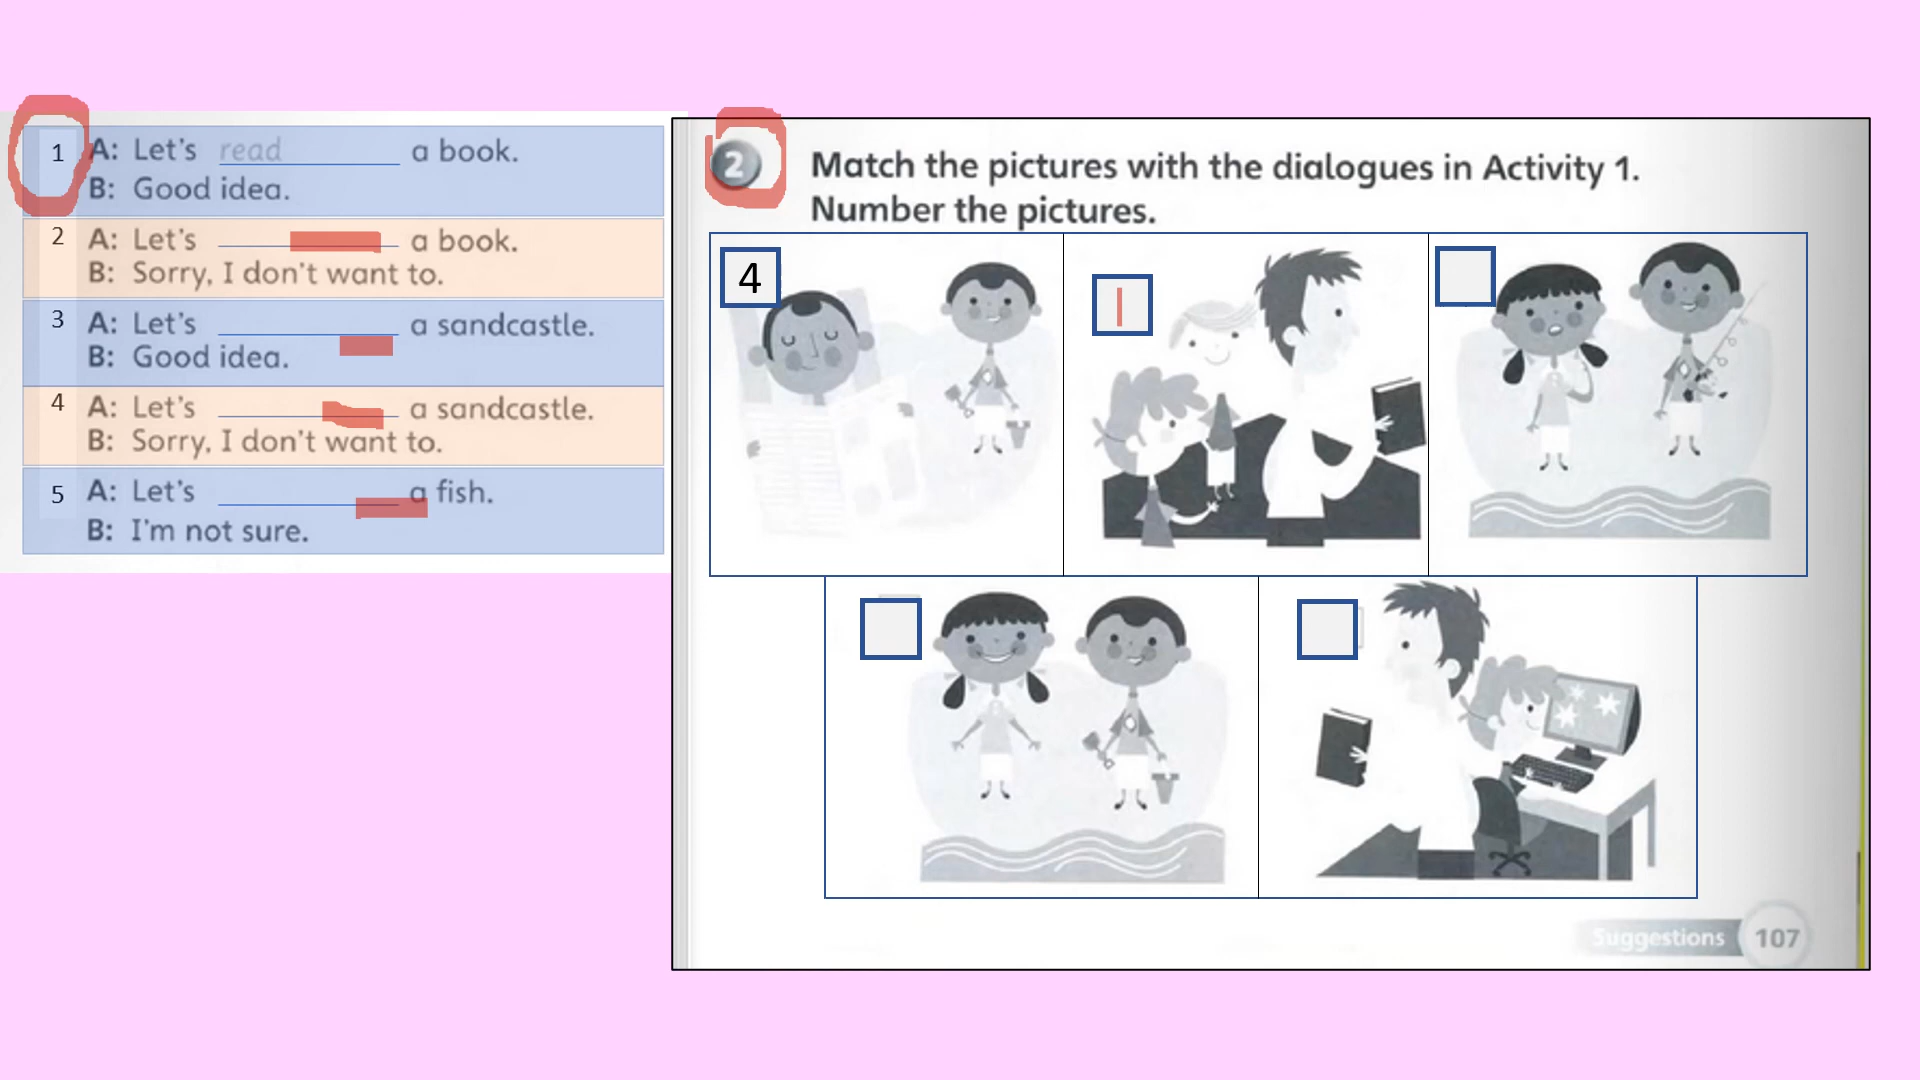 1 A: Let's read a book.
B: Good idea.
2 A: Let's a book.
B: Sorry, I don't want to.
3 A: Let's a sandcastle.
B: Good idea.
4 A: Let's a sandcastle.
B: Sorry, I don't want to.
5 A: Let's a fish.
B: I'm not sure.
2 Match the pictures with the dialogues in Activity 1.
Number the pictures.
4
1
Suggestions 107